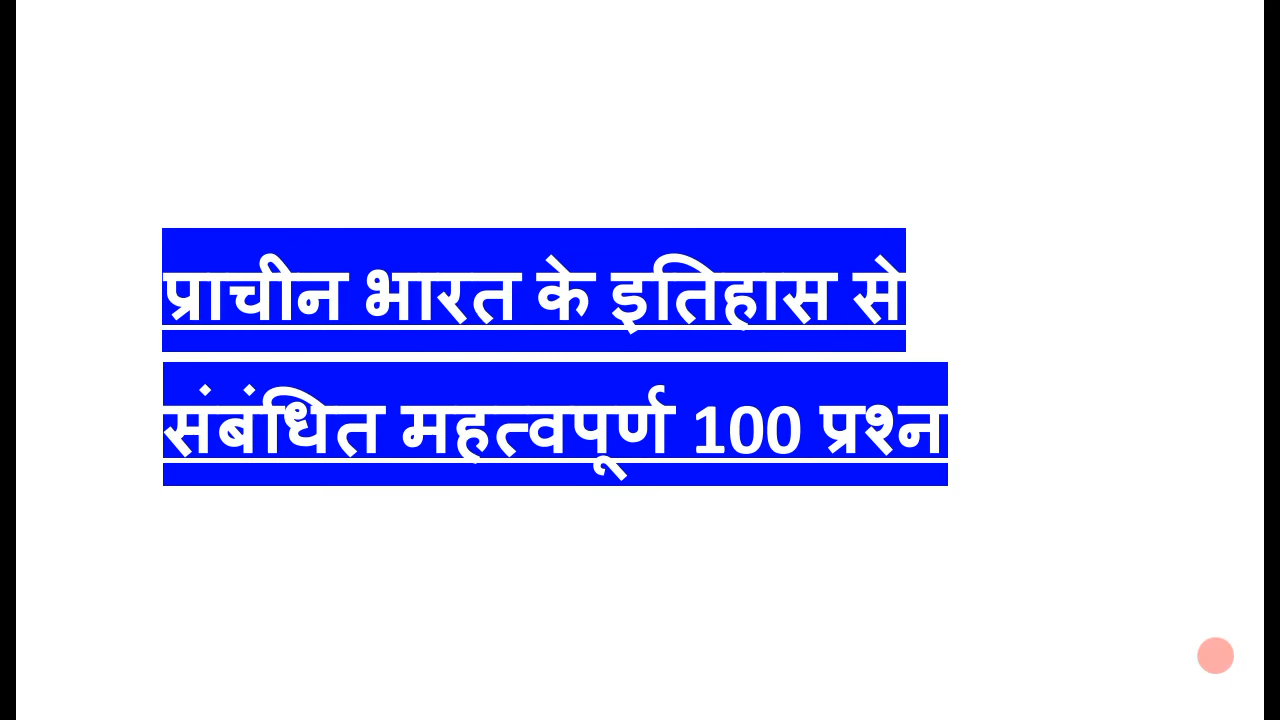 प्राचीन भारत के इतिहास से
संबंधित महत्वपूर्ण 100 प्रश्न